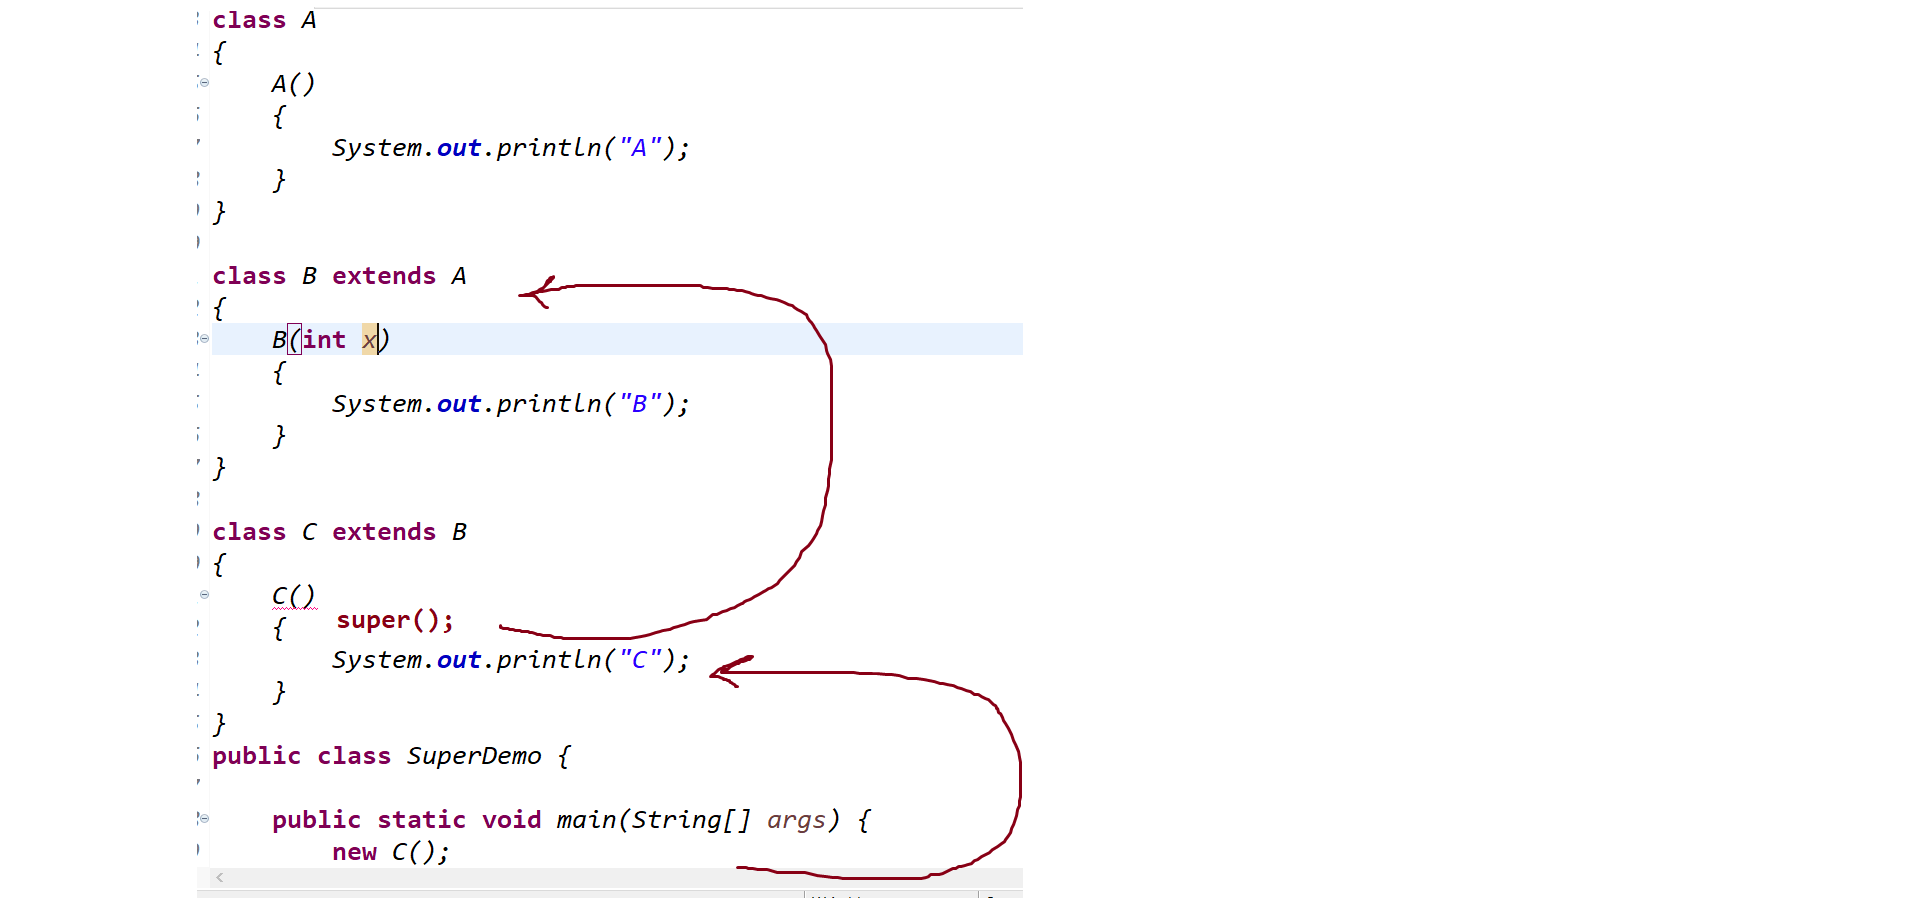 class A
{
A()
{
System.out.println("A");
}
}
class B extends A
{
B(int x)
{
System.out.println("B");
}
}
class C extends B
{
C()
super();
{
System.out.println("C");
}
}
public class SuperDemo {
public static void main(String[] args) {
new C();